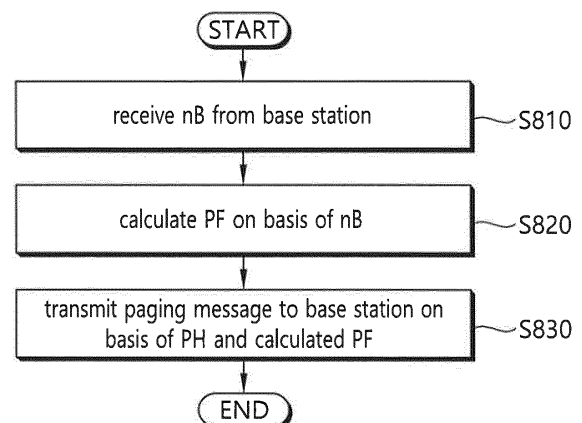 START
receive nB from base station
S810
calculate PF on basis of nB
S820
transmit paging message to base station on
basis of PH and calculated PF
S830
END